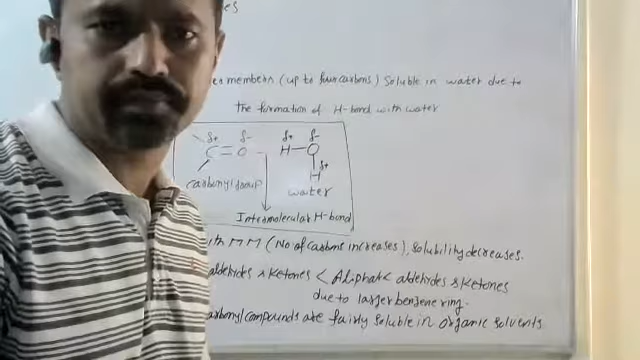 es
er members (up to four carbons) soluble in water due to
the formation of H-bond with water
δ+ δ- δ+ δ-
C=O H-O
δ+
H
carbonyl group
water
Intermolecular H-bond
ith MM (No of carbons increases), solubility decreases.
aldehydes & Ketones < Aliphatic aldehydes & Ketones
due to larger benzene ring.
arbonyl compounds are fairly soluble in organic solvents.